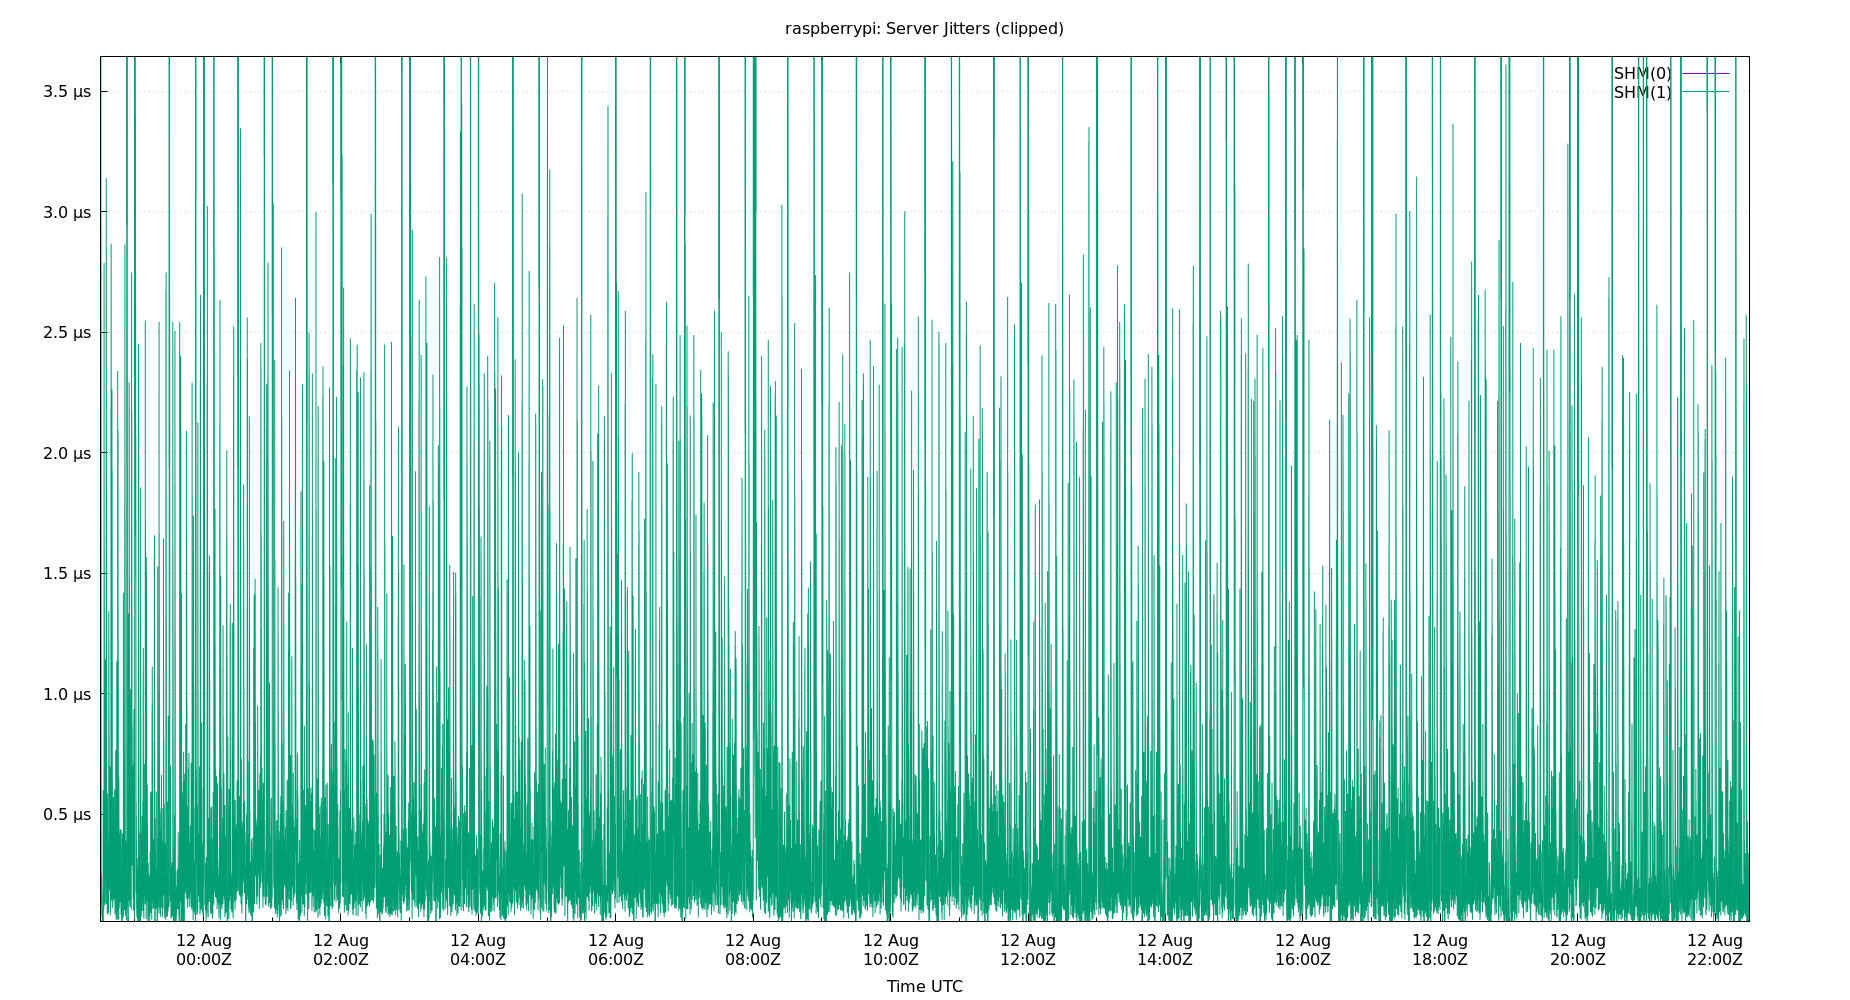 raspberrypi: Server Jitters (clipped)
SHM(0)
SHM(1)
3.5 µs
3.0 µs
2.5 µs
2.0 µs
1.5 µs
1.0 µs
0.5 µs
12 Aug 12 Aug 12 Aug 12 Aug 12 Aug 12 Aug 12 Aug 12 Aug 12 Aug 12 Aug 12 Aug 12 Aug
00:00Z 02:00Z 04:00Z 06:00Z 08:00Z 10:00Z 12:00Z 14:00Z 16:00Z 18:00Z 20:00Z 22:00Z
Time UTC